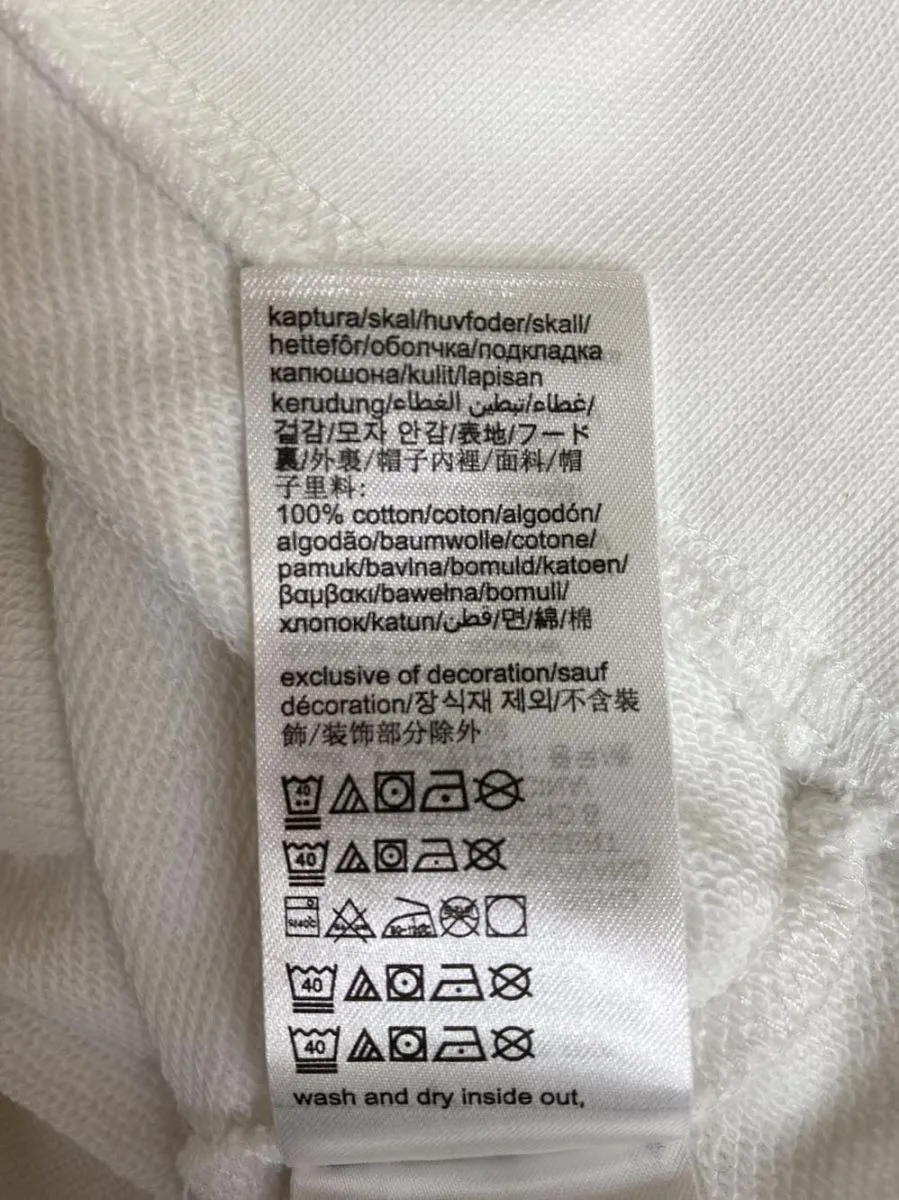 kaptura/skal/huvfoder/skall/
hettefôr/оболчка/подкладка
капюшона/kulit/lapisan
kerudung/غطاء/تبطين الغطاء/
겉감/모자 안감/表地/フード
裏/外裏/帽子內裡/面料/帽
子里料:
100% cotton/coton/algodón/
algodão/baumwolle/cotone/
pamuk/bavlna/bomuld/katoen/
βαμβακι/bawełna/bomull/
хлопок/katun/قطن/면/綿/棉
exclusive of decoration/sauf
décoration/장식재 제외/不含裝
飾/装饰部分除外
40
40
40
40
wash and dry inside out,